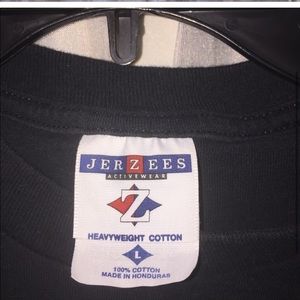 JERZEES
ACTIVEWEAR
Z
HEAVYWEIGHT COTTON
L
100% COTTON
MADE IN HONDURAS